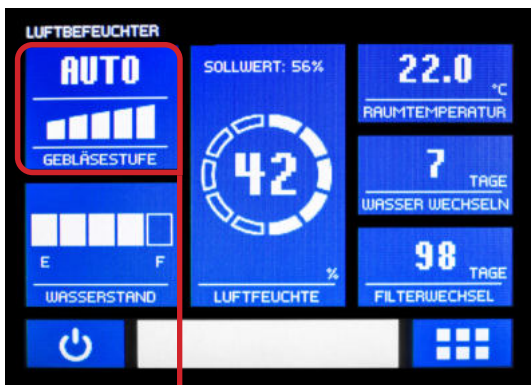 LUFTBEFEUCHTER
AUTO
GEBLÄSESTUFE
E F
WASSERSTAND
SOLLWERT: 56%
42
%
LUFTFEUCHTE
22.0
°C
RAUMTEMPERATUR
7
TAGE
WASSER WECHSELN
98
TAGE
FILTERWECHSEL